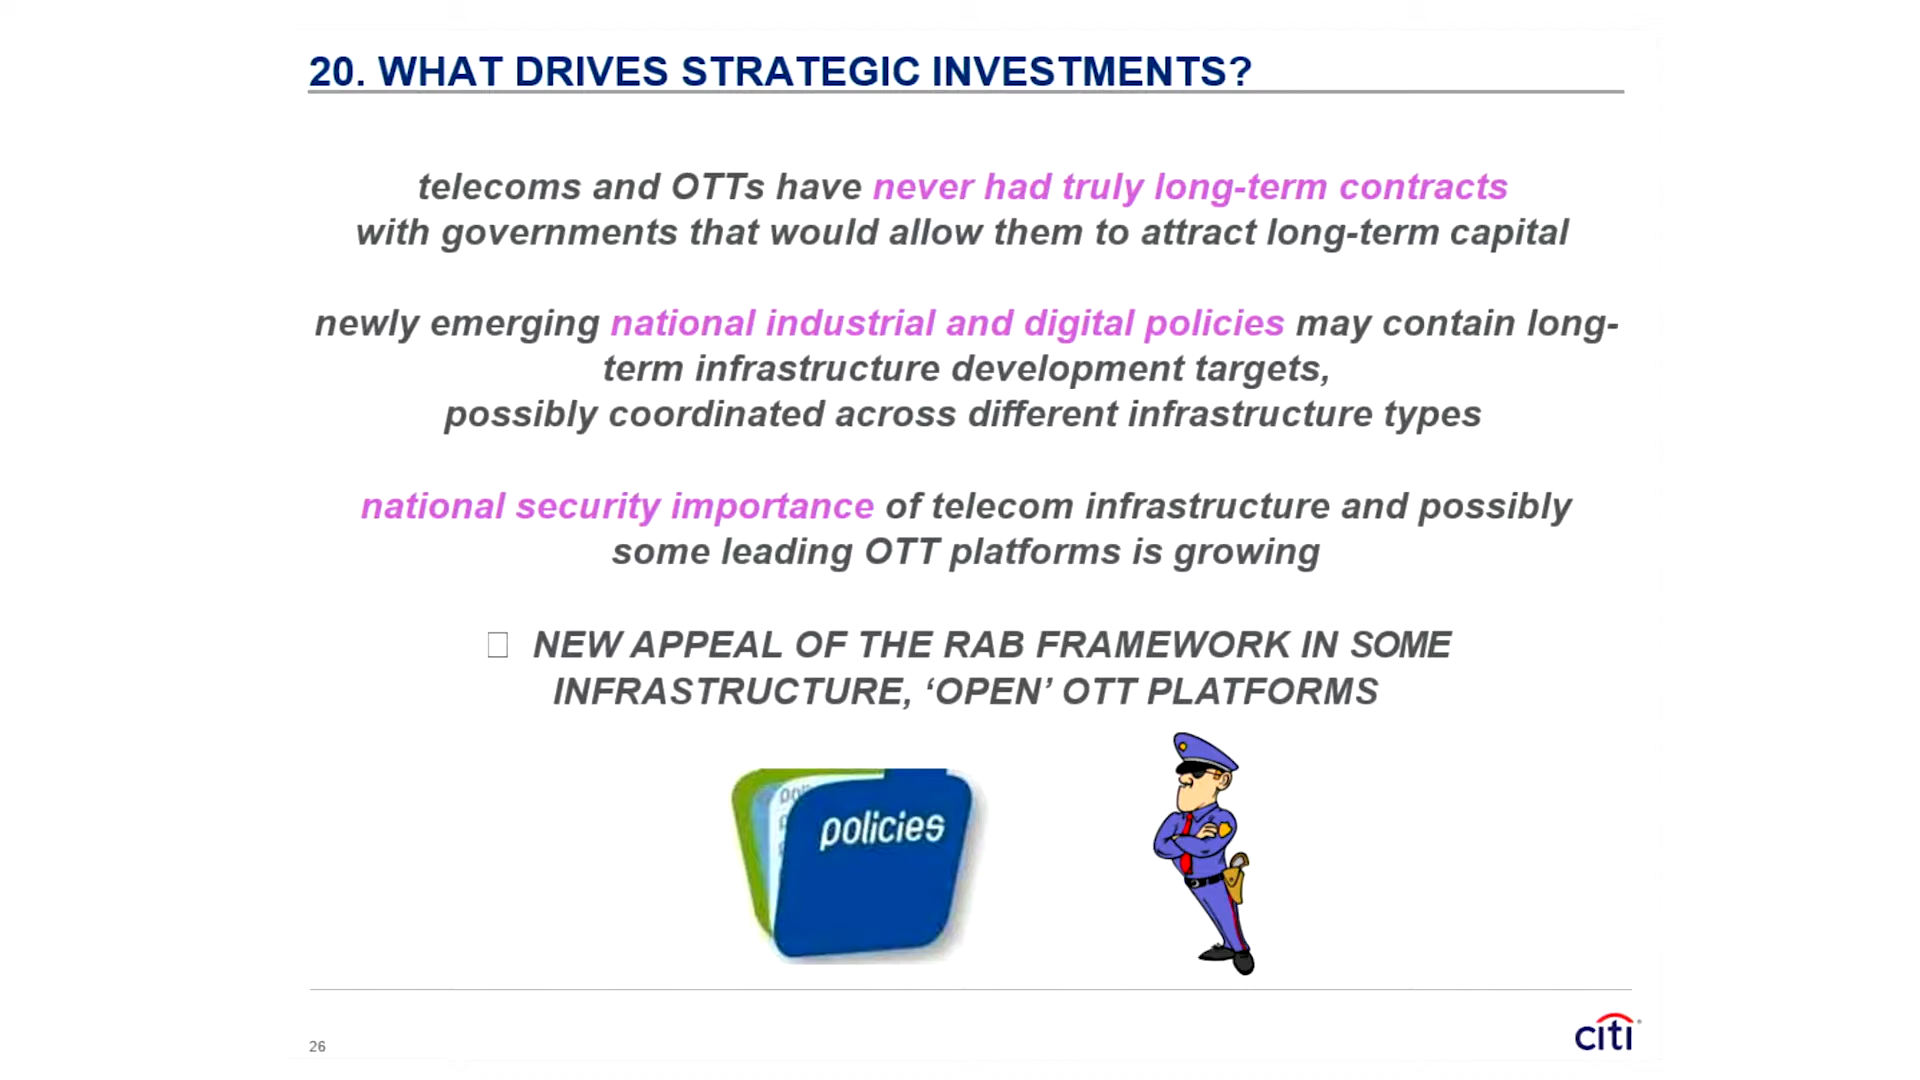 20. WHAT DRIVES STRATEGIC INVESTMENTS?
telecoms and OTTs have never had truly long-term contracts
with governments that would allow them to attract long-term capital
newly emerging national industrial and digital policies may contain long-
term infrastructure development targets,
possibly coordinated across different infrastructure types
national security importance of telecom infrastructure and possibly
some leading OTT platforms is growing
NEW APPEAL OF THE RAB FRAMEWORK IN SOME
INFRASTRUCTURE, ‘OPEN’ OTT PLATFORMS
policies
26
citi